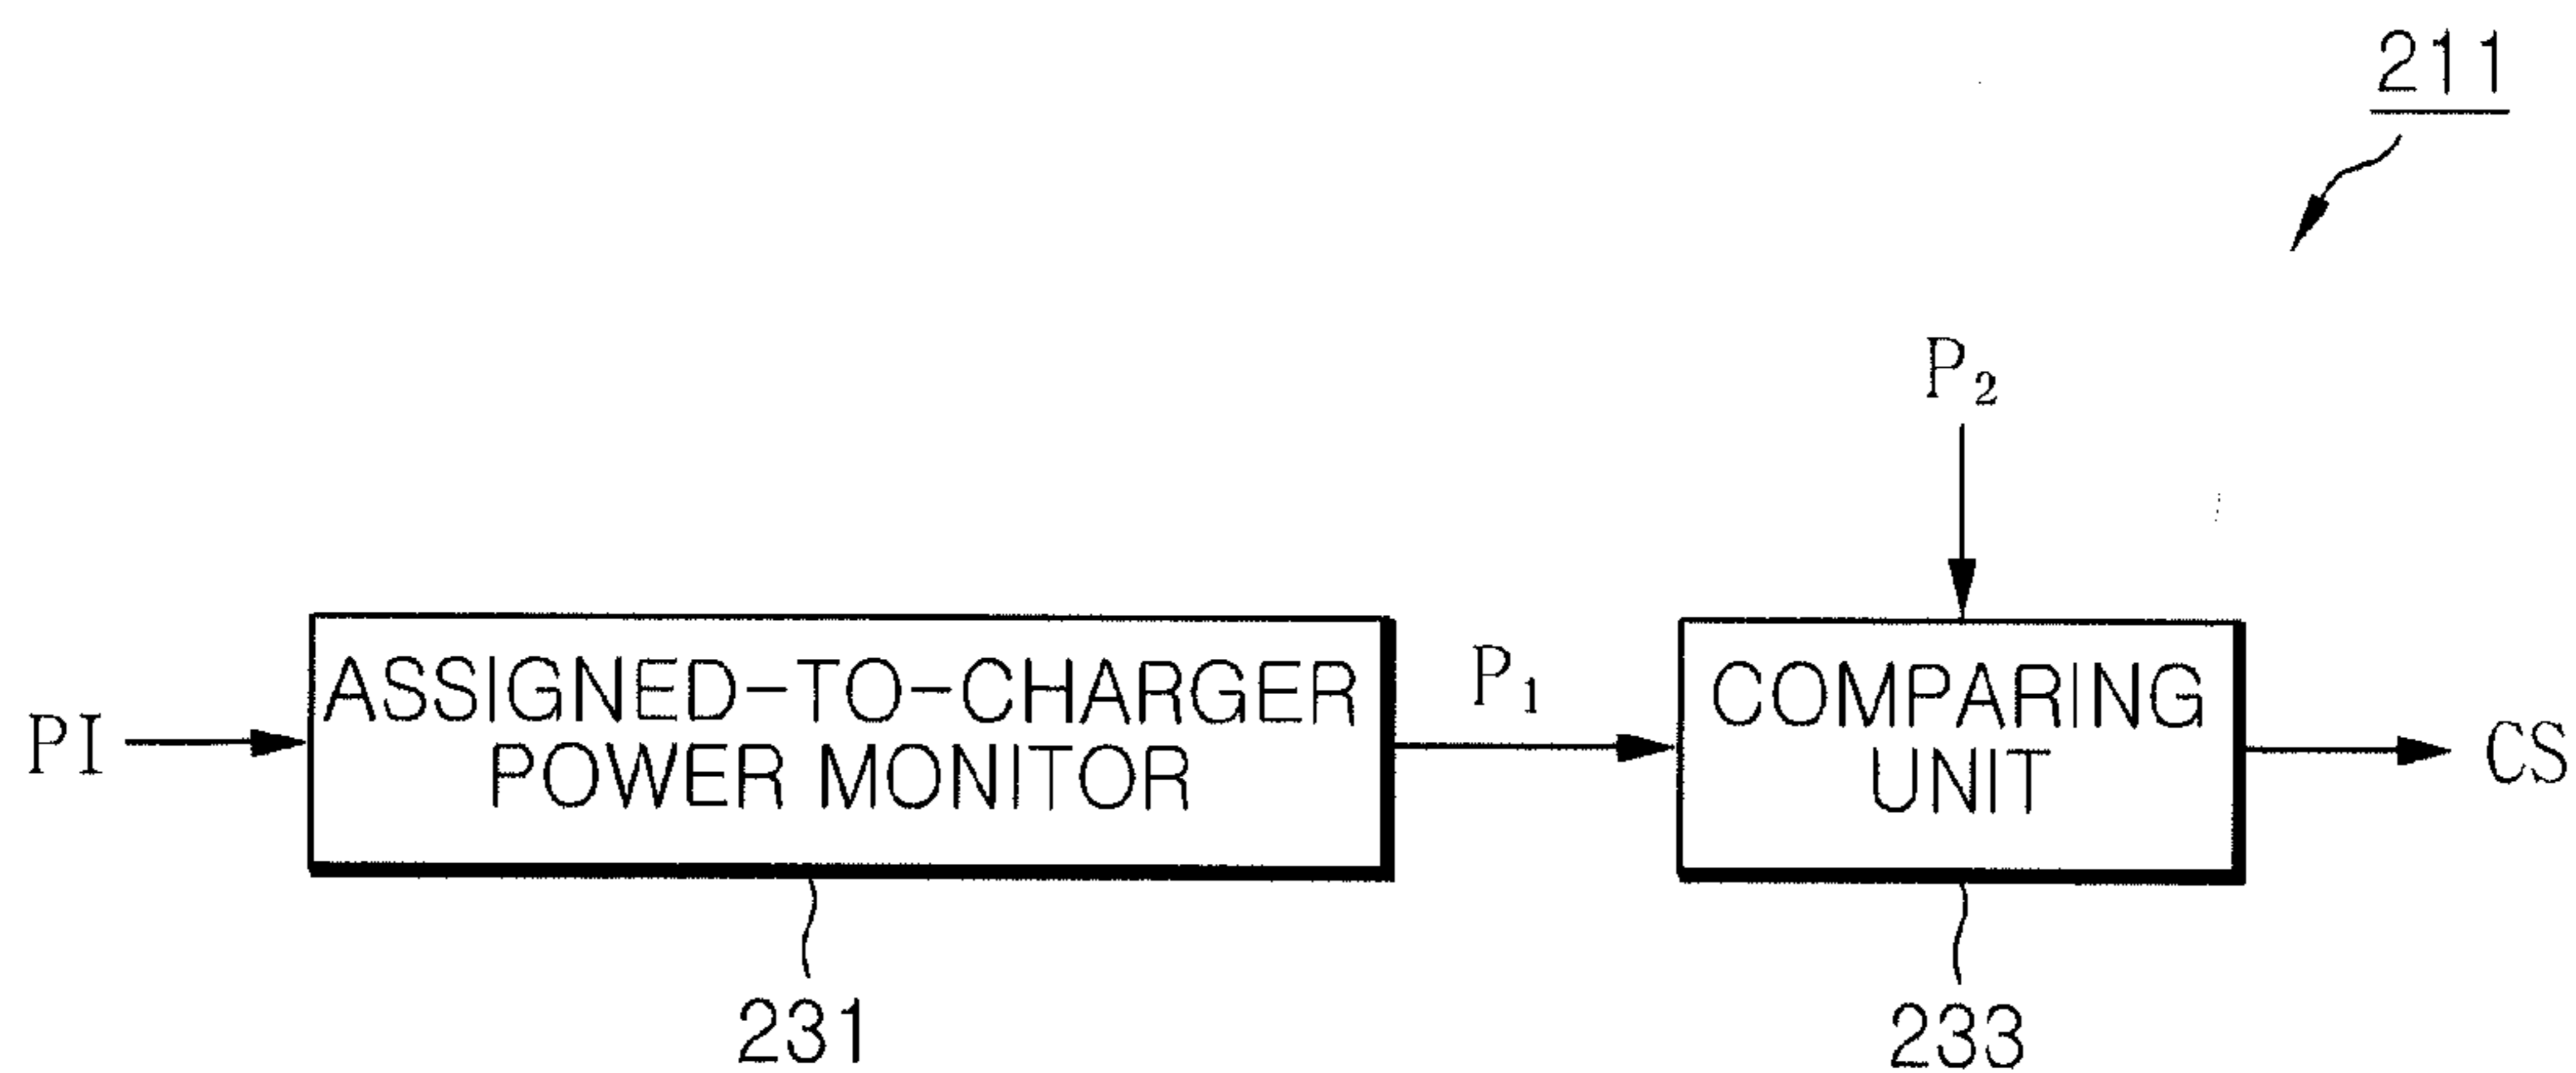 211
P₂
ASSIGNED-TO-CHARGER
POWER MONITOR
PI
P₁
COMPARING
UNIT
CS
231
233